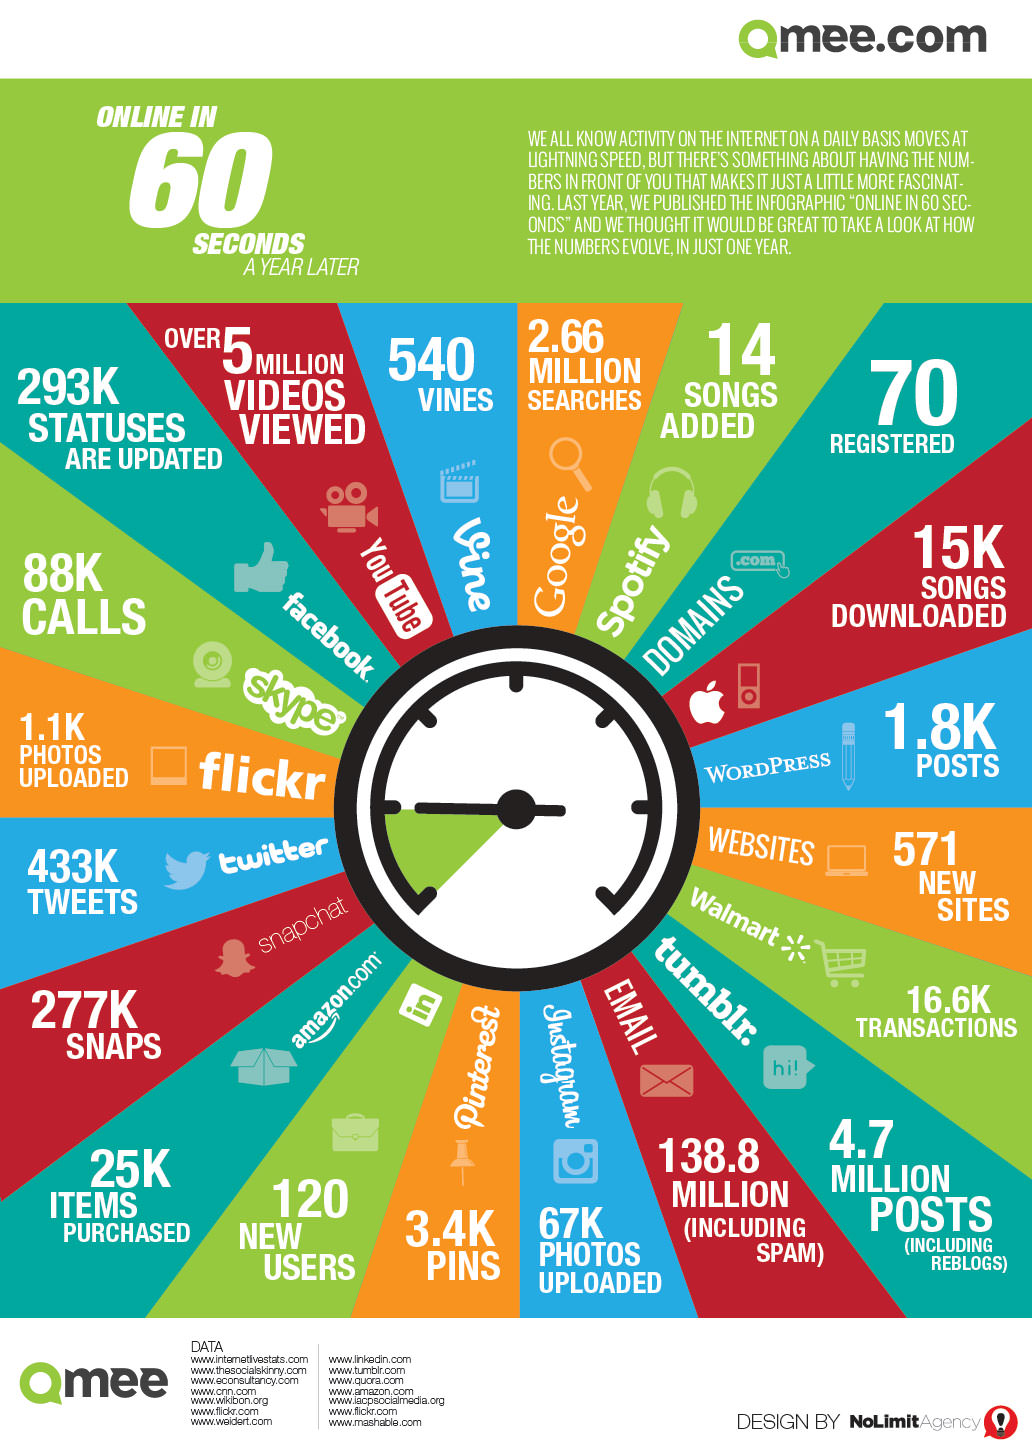 Qmee.com
ONLINE IN
60
SECONDS
A YEAR LATER
WE ALL KNOW ACTIVITY ON THE INTERNET ON A DAILY BASIS MOVES AT
LIGHTNING SPEED, BUT THERE'S SOMETHING ABOUT HAVING THE NUM-
BERS IN FRONT OF YOU THAT MAKES IT JUST A LITTLE MORE FASCINAT-
ING. LAST YEAR, WE PUBLISHED THE INFOGRAPHIC "ONLINE IN 60 SEC-
ONDS" AND WE THOUGHT IT WOULD BE GREAT TO TAKE A LOOK AT HOW
THE NUMBERS EVOLVE, IN JUST ONE YEAR.
293K
STATUSES
ARE UPDATED
facebook.
OVER 5 MILLION
VIDEOS
VIEWED
YouTube
540
VINES
Vine
2.66
MILLION
SEARCHES
Google
14
SONGS
ADDED
Spotify
70
REGISTERED
.com
DOMAINS
15K
SONGS
DOWNLOADED
1.8K
POSTS
WORDPRESS
571
NEW
SITES
WEBSITES
Walmart
16.6K
TRANSACTIONS
tumblr.
hi!
4.7
MILLION
POSTS
(INCLUDING
REBLOGS)
EMAIL
138.8
MILLION
(INCLUDING
SPAM)
Instagram
67K
PHOTOS
UPLOADED
Pinterest
3.4K
PINS
in
120
NEW
USERS
amazon.com
25K
ITEMS
PURCHASED
snapchat
277K
SNAPS
twitter
433K
TWEETS
flickr
1.1K
PHOTOS
UPLOADED
skype™
88K
CALLS
Qmee
DATA
www.internetlivestats.com
www.thesocialskinny.com
www.econsultancy.com
www.cnn.com
www.wikibon.org
www.flickr.com
www.weidert.com
www.linkedin.com
www.tumblr.com
www.quora.com
www.amazon.com
www.iacpsocialmedia.org
www.flickr.com
www.mashable.com
DESIGN BY NoLimitAgency